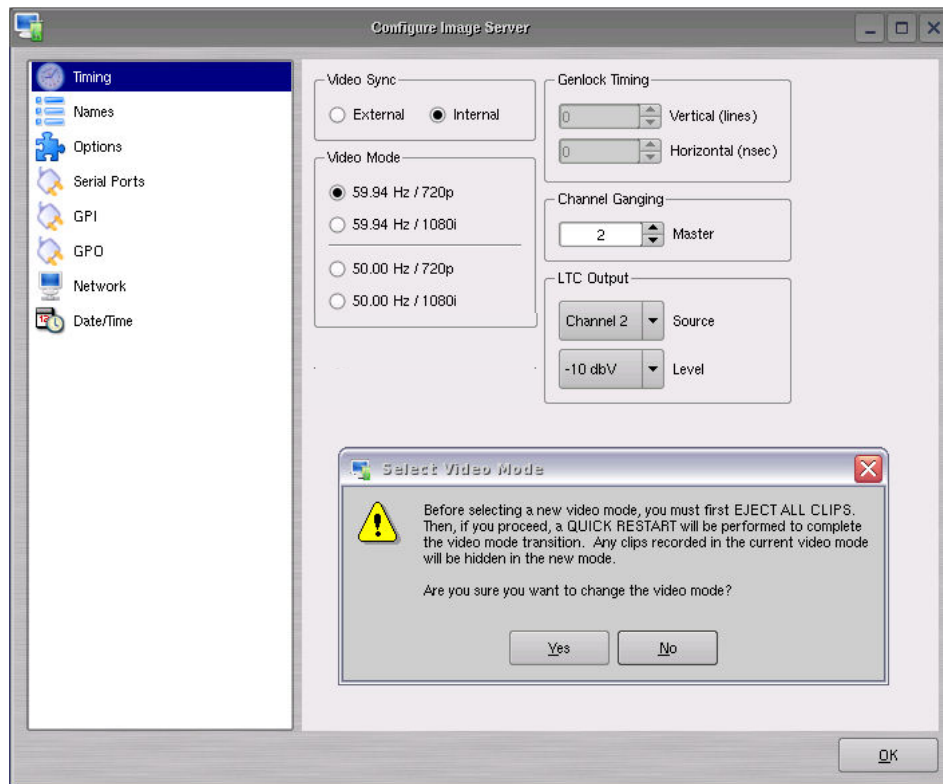 Configure Image Server
Timing
Names
Options
Serial Ports
GPI
GPO
Network
Date/Time
Video Sync
External
Internal
Video Mode
59.94 Hz / 720p
59.94 Hz / 1080i
50.00 Hz / 720p
50.00 Hz / 1080i
Genlock Timing
0
Vertical (lines)
0
Horizontal (nsec)
Channel Ganging
2
Master
LTC Output
Channel 2
Source
-10 dbV
Level
Select Video Mode
Before selecting a new video mode, you must first EJECT ALL CLIPS.
Then, if you proceed, a QUICK RESTART will be performed to complete
the video mode transition. Any clips recorded in the current video mode
will be hidden in the new mode.
Are you sure you want to change the video mode?
Yes
No
OK